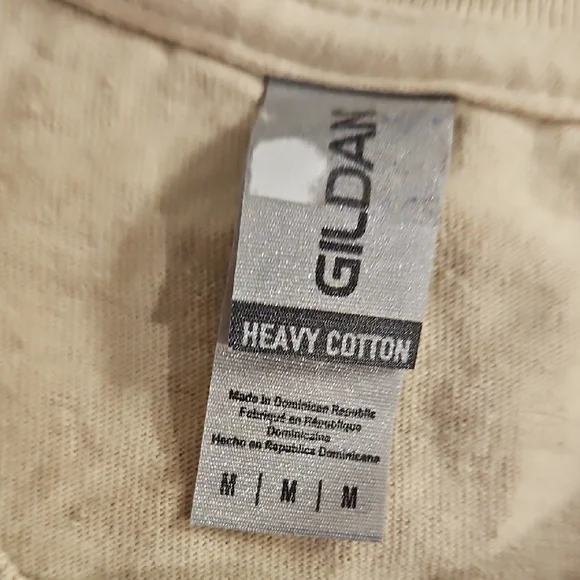 GILDAN
HEAVY COTTON
Made in Dominican Republic
Fabriqué en République
Dominicaine
Hecho en República Dominicana
M | M | M